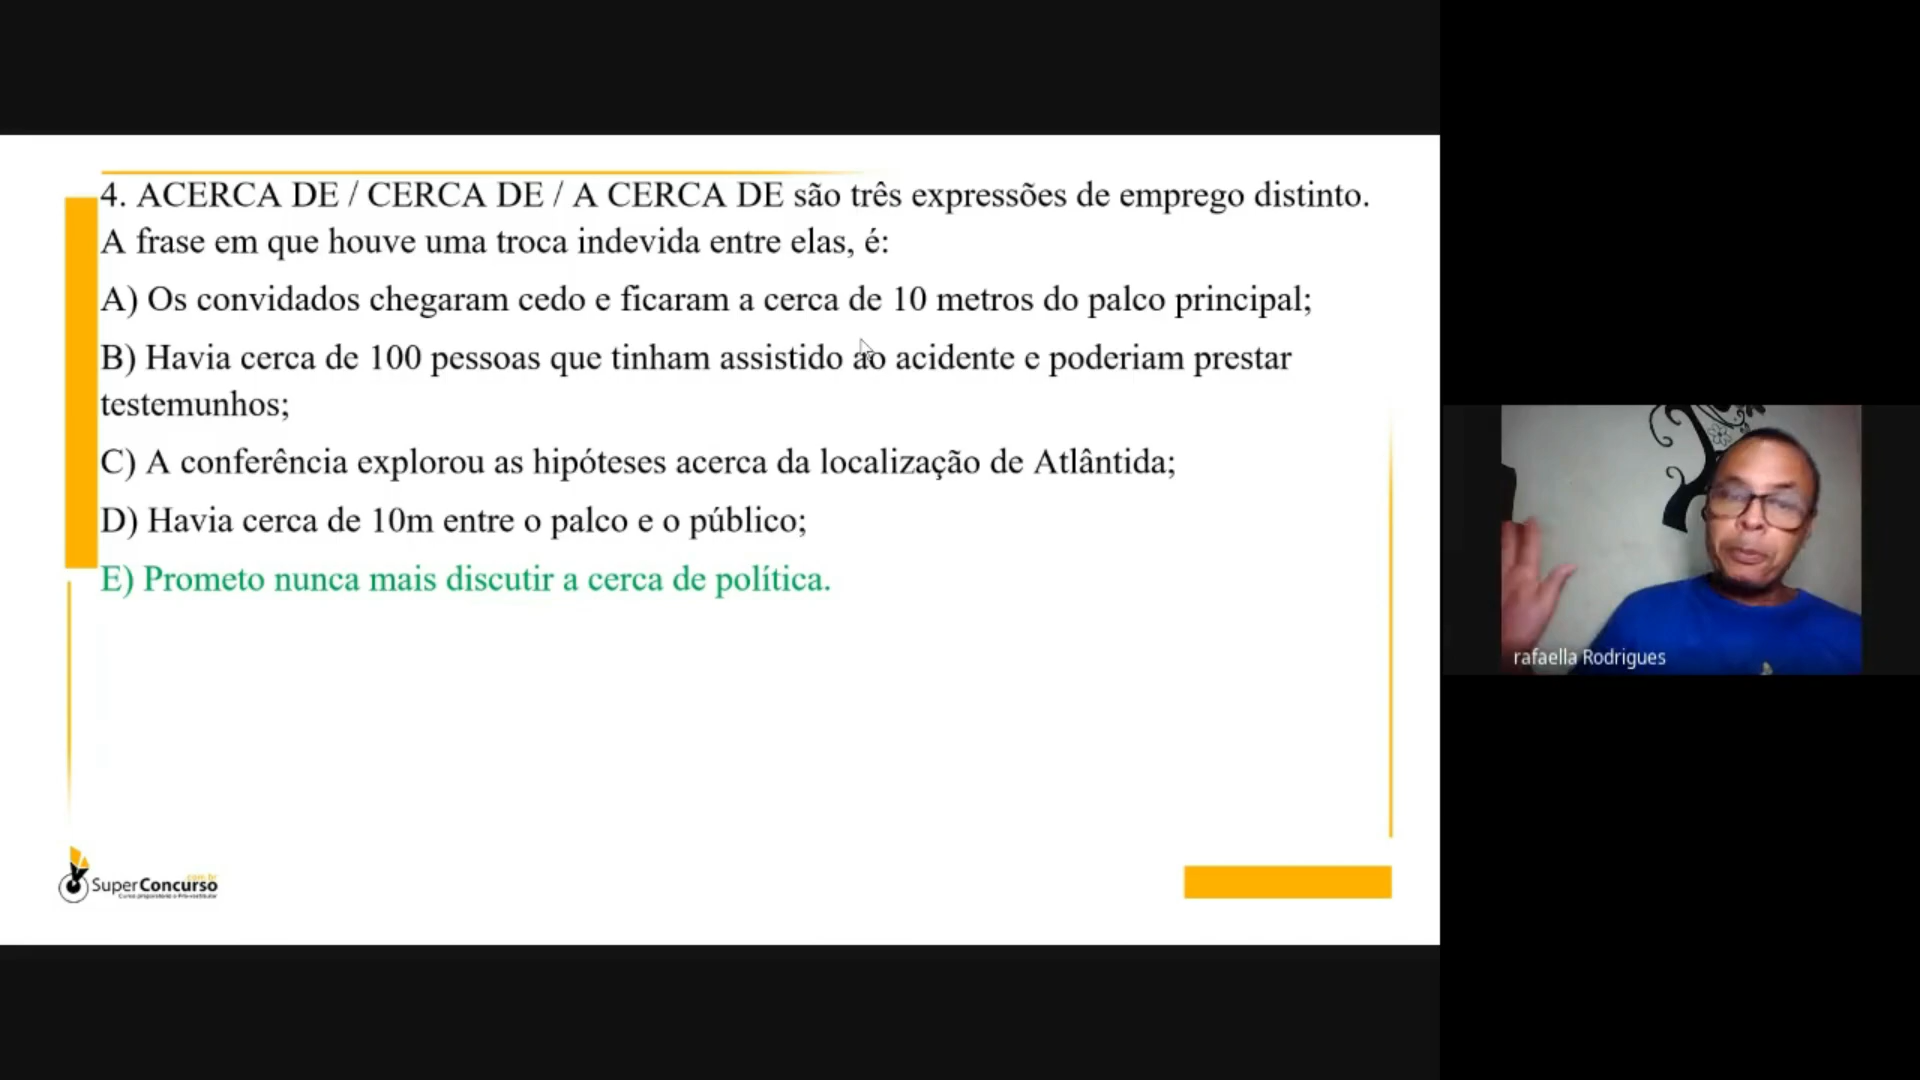 4. ACERCA DE / CERCA DE / A CERCA DE são três expressões de emprego distinto.
A frase em que houve uma troca indevida entre elas, é:
A) Os convidados chegaram cedo e ficaram a cerca de 10 metros do palco principal;
B) Havia cerca de 100 pessoas que tinham assistido ao acidente e poderiam prestar
testemunhos;
C) A conferência explorou as hipóteses acerca da localização de Atlântida;
D) Havia cerca de 10m entre o palco e o público;
E) Prometo nunca mais discutir a cerca de política.
rafaella Rodrigues
.com.br
SuperConcurso